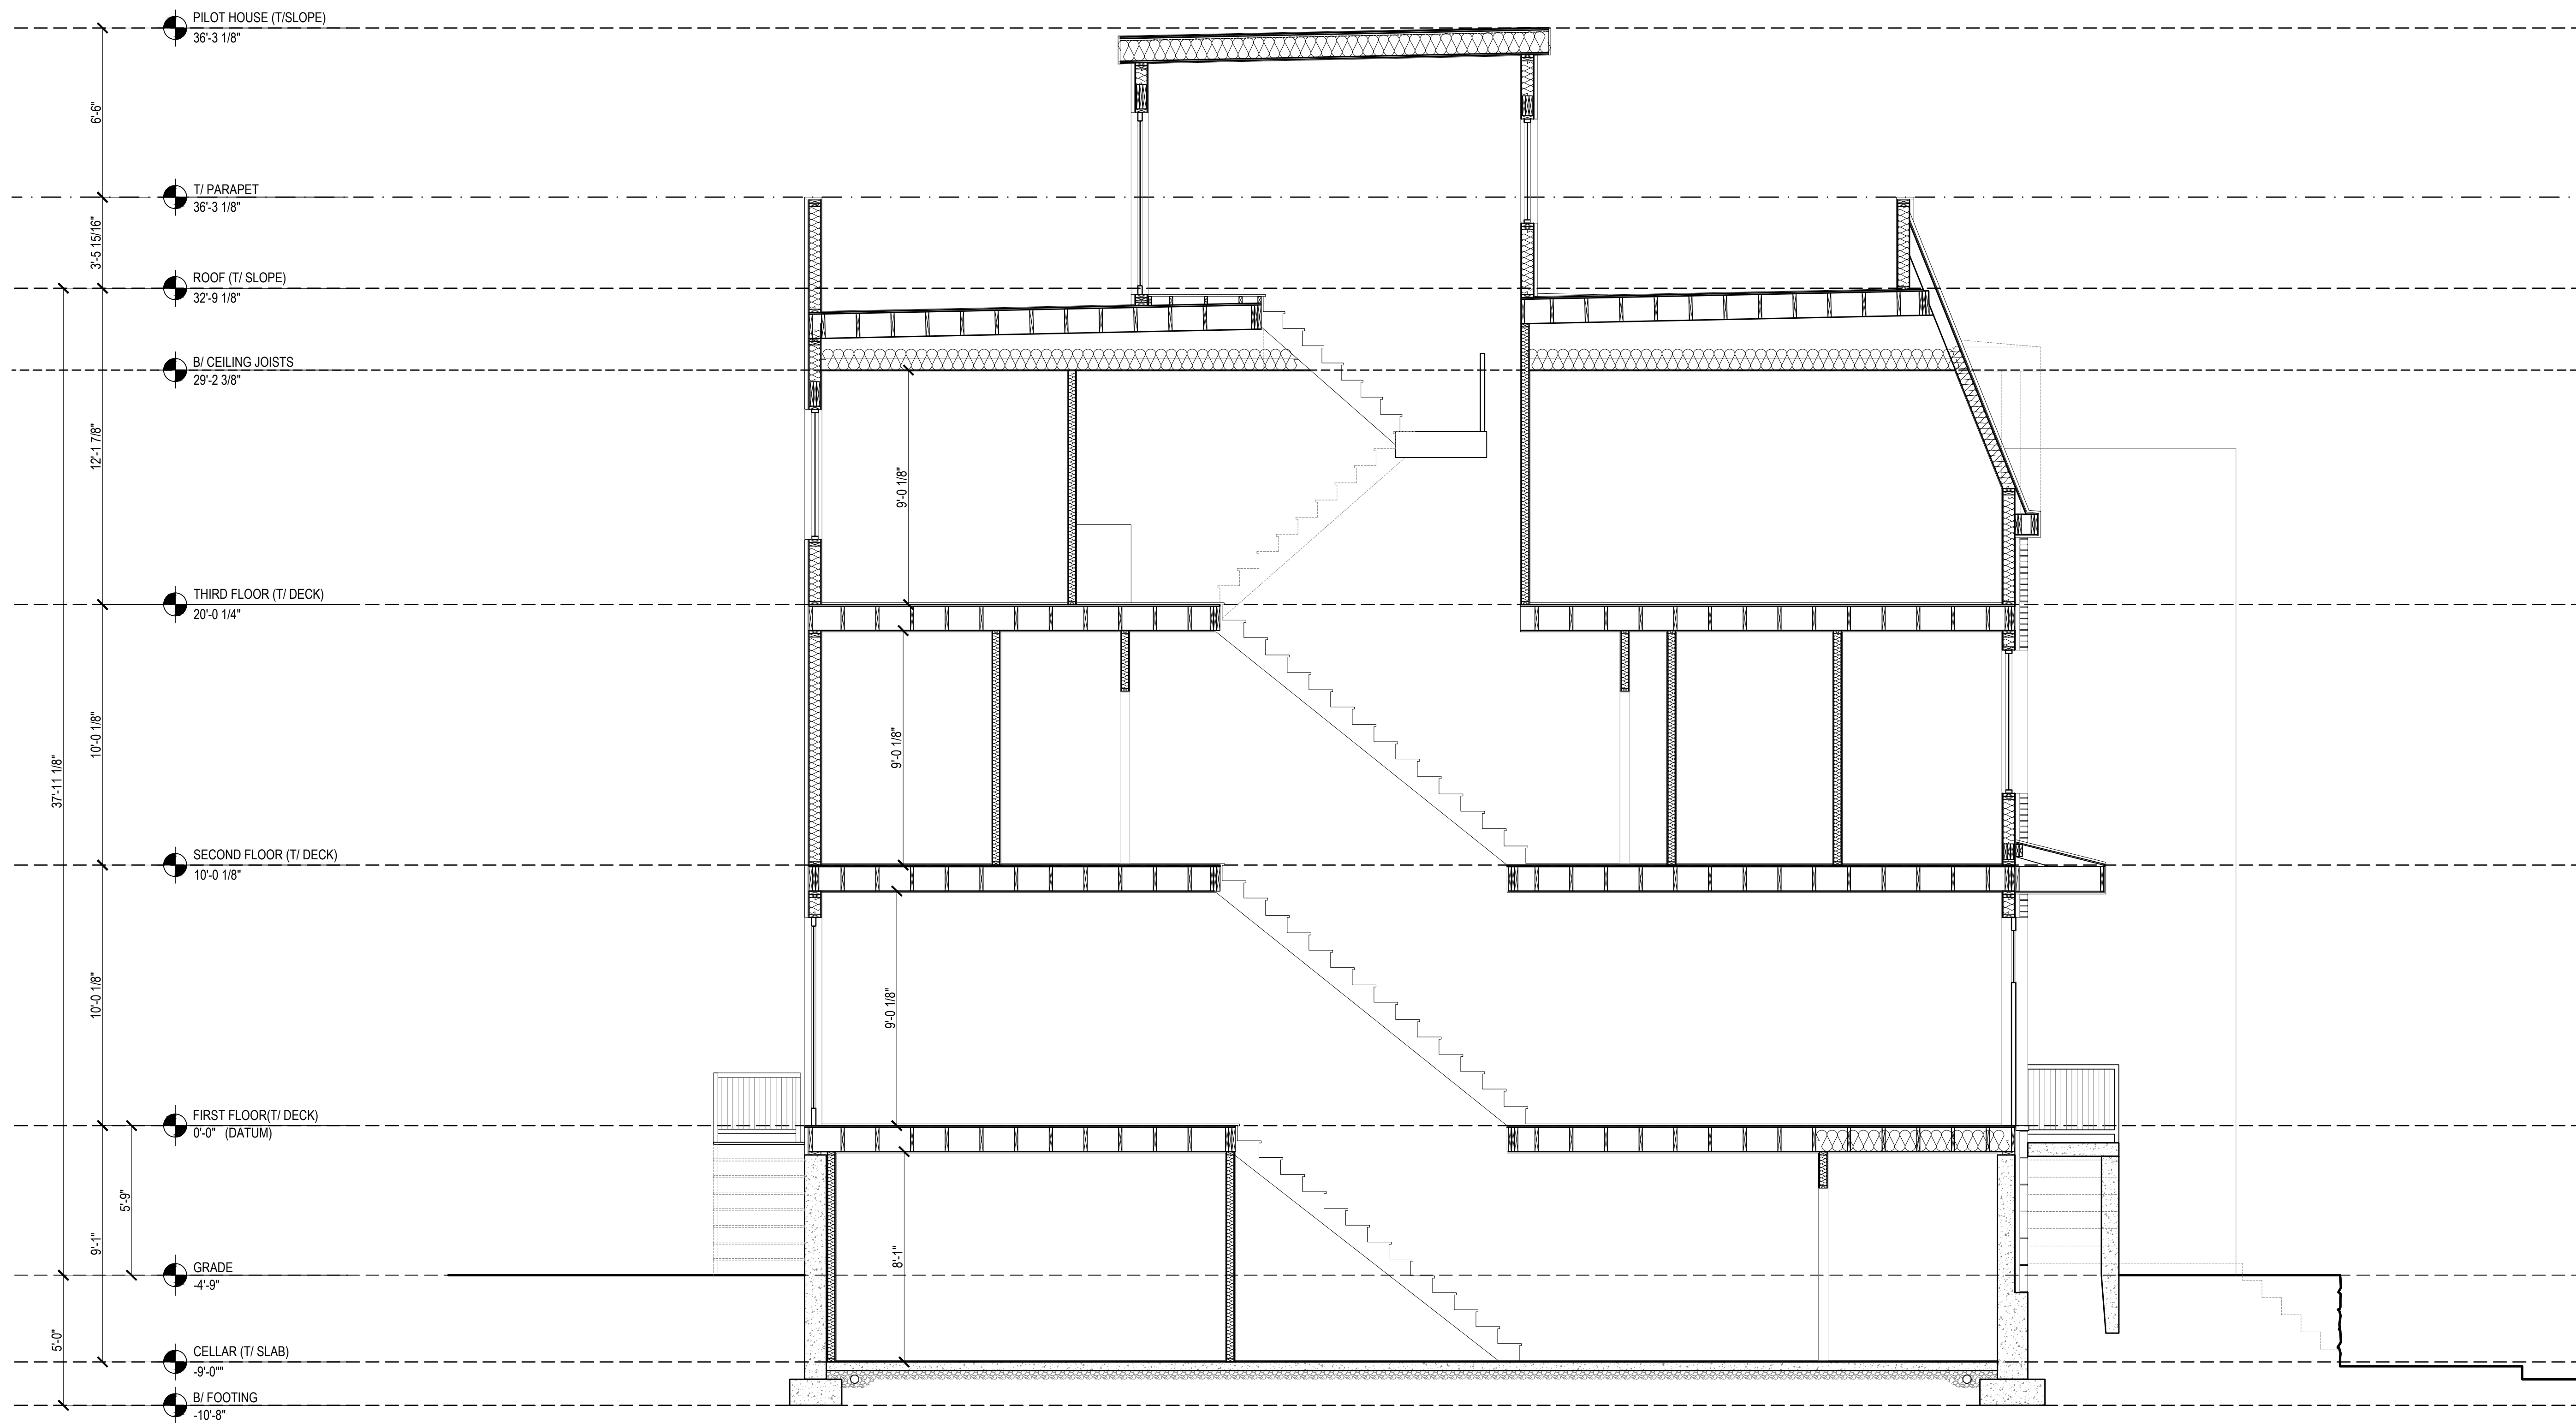 PILOT HOUSE (T/SLOPE)
36'-3 1/8"
6'-6"
T/ PARAPET
36'-3 1/8"
3'-5 15/16"
ROOF (T/ SLOPE)
32'-9 1/8"
B/ CEILING JOISTS
29'-2 3/8"
12'-1 7/8"
9'-0 1/8"
THIRD FLOOR (T/ DECK)
20'-0 1/4"
10'-0 1/8"
9'-0 1/8"
37'-11 1/8"
SECOND FLOOR (T/ DECK)
10'-0 1/8"
10'-0 1/8"
9'-0 1/8"
FIRST FLOOR(T/ DECK)
0'-0" (DATUM)
5'-9"
9'-1"
8'-1"
GRADE
-4'-9"
5'-0"
CELLAR (T/ SLAB)
-9'-0""
B/ FOOTING
-10'-8"